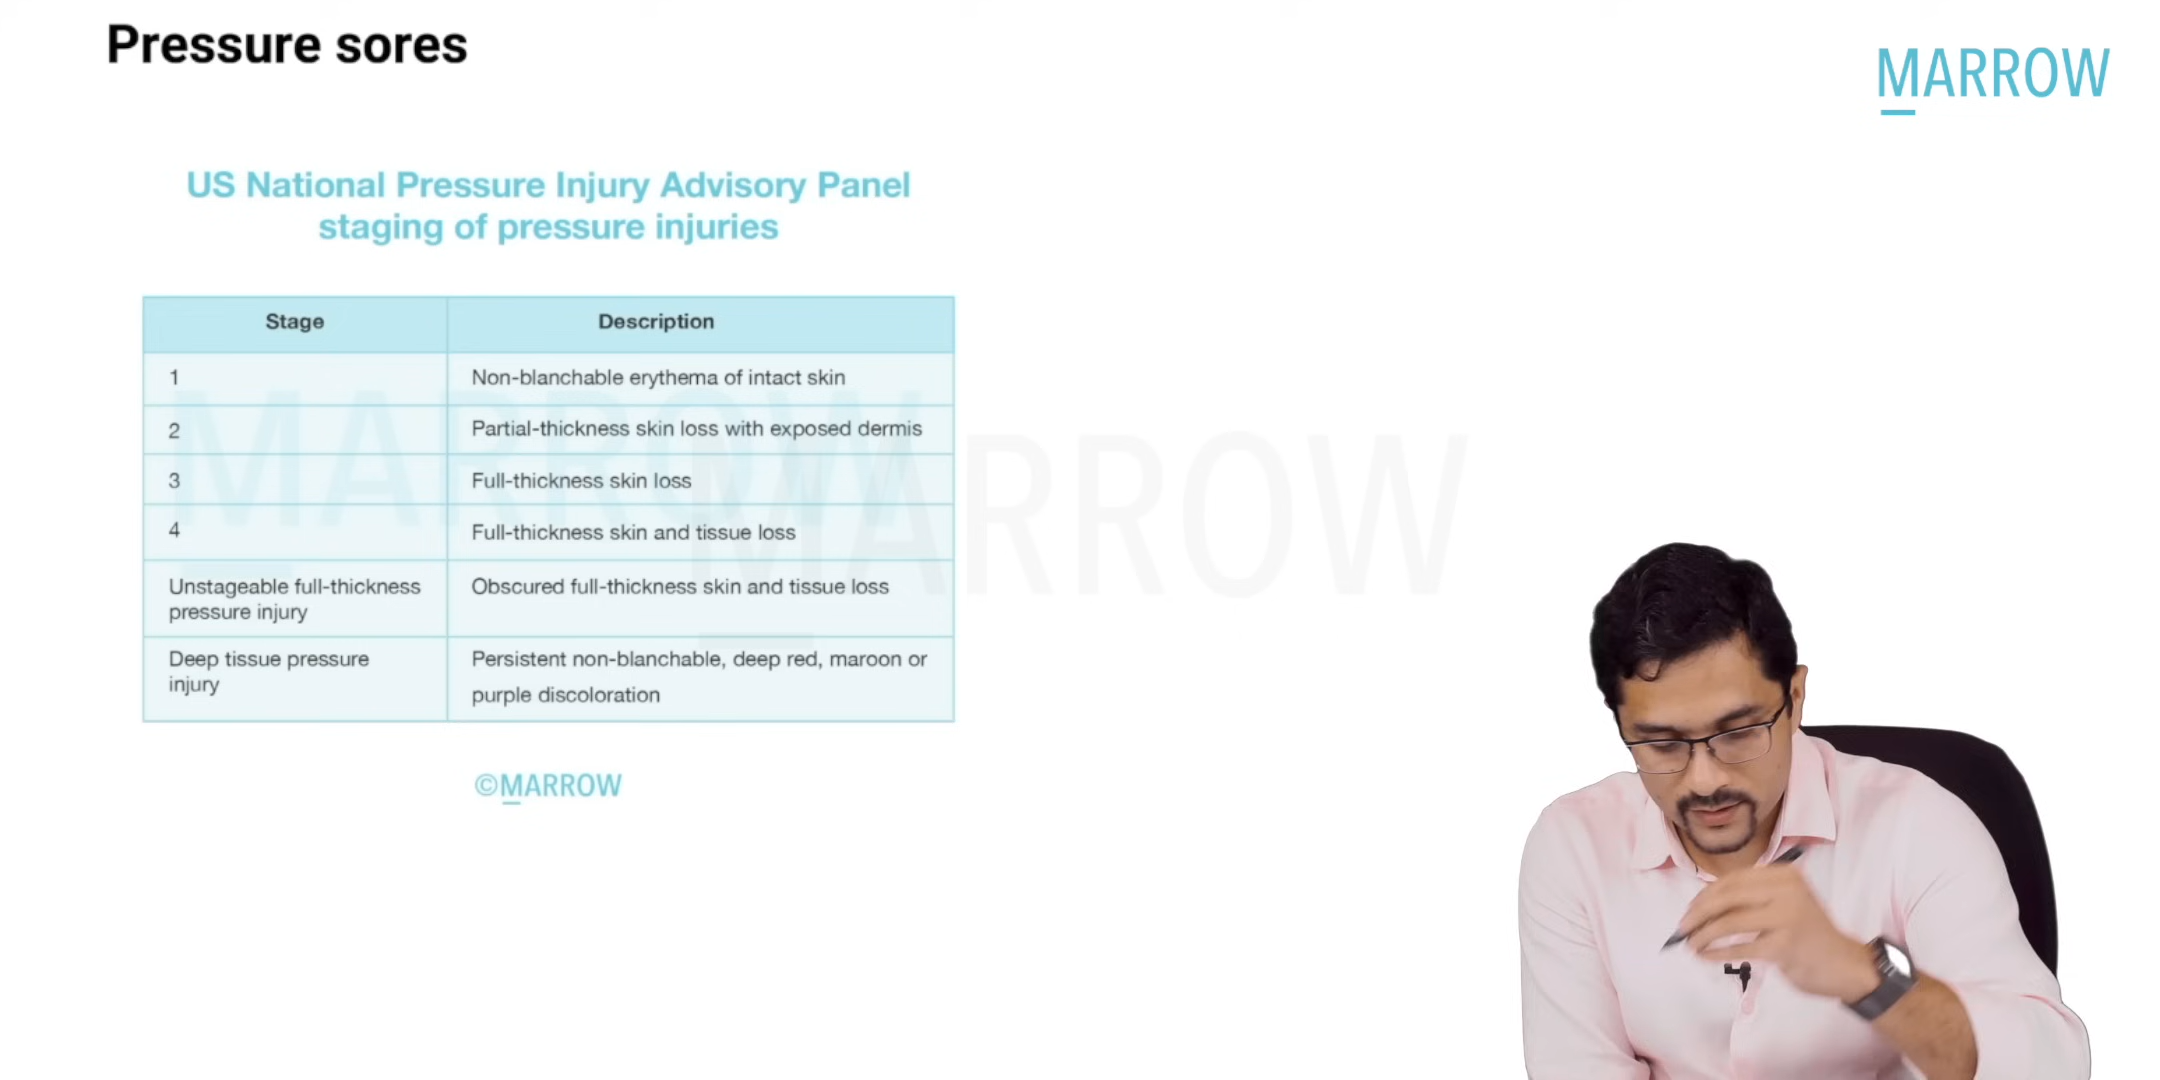 Pressure sores
MARROW
US National Pressure Injury Advisory Panel
staging of pressure injuries
Stage Description
1 Non-blanchable erythema of intact skin
2 Partial-thickness skin loss with exposed dermis
3 Full-thickness skin loss
4 Full-thickness skin and tissue loss
Unstageable full-thickness
pressure injury
Obscured full-thickness skin and tissue loss
Deep tissue pressure
injury
Persistent non-blanchable, deep red, maroon or
purple discoloration
MARROW
MARROW
©MARROW